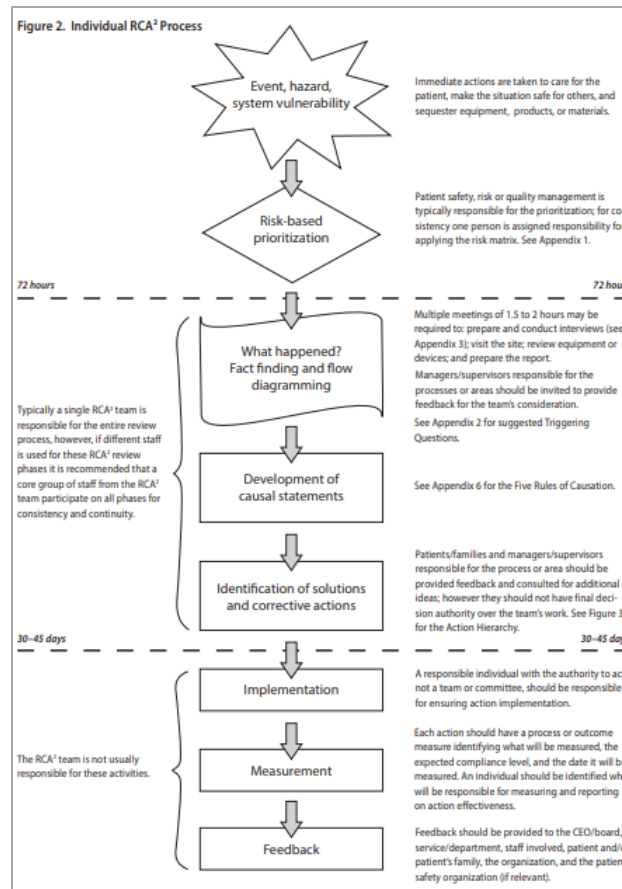 Figure 2. Individual RCA² Process
Event, hazard,
system vulnerability
Immediate actions are taken to care for the
patient, make the situation safe for others, and
sequester equipment, products, or materials.
Risk-based
prioritization
Patient safety, risk or quality management is
typically responsible for the prioritization; for co
sistency one person is assigned responsibility fo
applying the risk matrix. See Appendix 1.
72 hours
72 hou
What happened?
Fact finding and flow
diagramming
Multiple meetings of 1.5 to 2 hours may be
required to: prepare and conduct interviews (see
Appendix 3); visit the site; review equipment or
devices; and prepare the report.
Managers/supervisors responsible for the
processes or areas should be invited to provide
feedback for the team's consideration.
See Appendix 2 for suggested Triggering
Questions.
Typically a single RCA² team is
responsible for the entire review
process, however, if different staff
is used for these RCA² review
phases it is recommended that a
core group of staff from the RCA²
team participate on all phases for
consistency and continuity.
Development of
causal statements
See Appendix 6 for the Five Rules of Causation.
Identification of solutions
and corrective actions
Patients/families and managers/supervisors
responsible for the process or area should be
provided feedback and consulted for additional
ideas; however they should not have final deci-
sion authority over the team's work. See Figure 3
for the Action Hierarchy.
30–45 days
30–45 day
Implementation
A responsible individual with the authority to ac
not a team or committee, should be responsible
for ensuring action implementation.
The RCA² team is not usually
responsible for these activities.
Measurement
Each action should have a process or outcome
measure identifying what will be measured, the
expected compliance level, and the date it will b
measured. An individual should be identified wh
will be responsible for measuring and reporting
on action effectiveness.
Feedback
Feedback should be provided to the CEO/board,
service/department, staff involved, patient and/o
patient's family, the organization, and the patien
safety organization (if relevant).